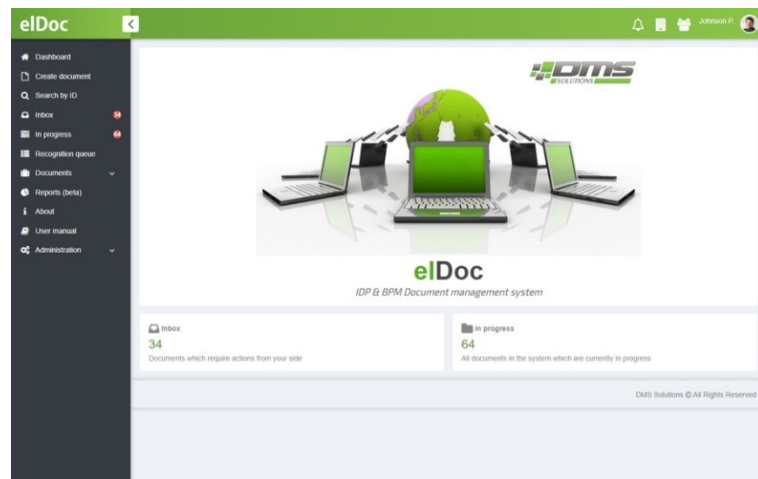 elDoc
Johnson P.
Dashboard
Create document
Search by ID
Inbox 34
In progress 64
Recognition queue
Documents
Reports (beta)
About
User manual
Administration
DMS
SOLUTIONS
elDoc
IDP & BPM Document management system
Inbox
34
Documents which require actions from your side
In progress
64
All documents in the system which are currently in progress
DMS Solutions © All Rights Reserved